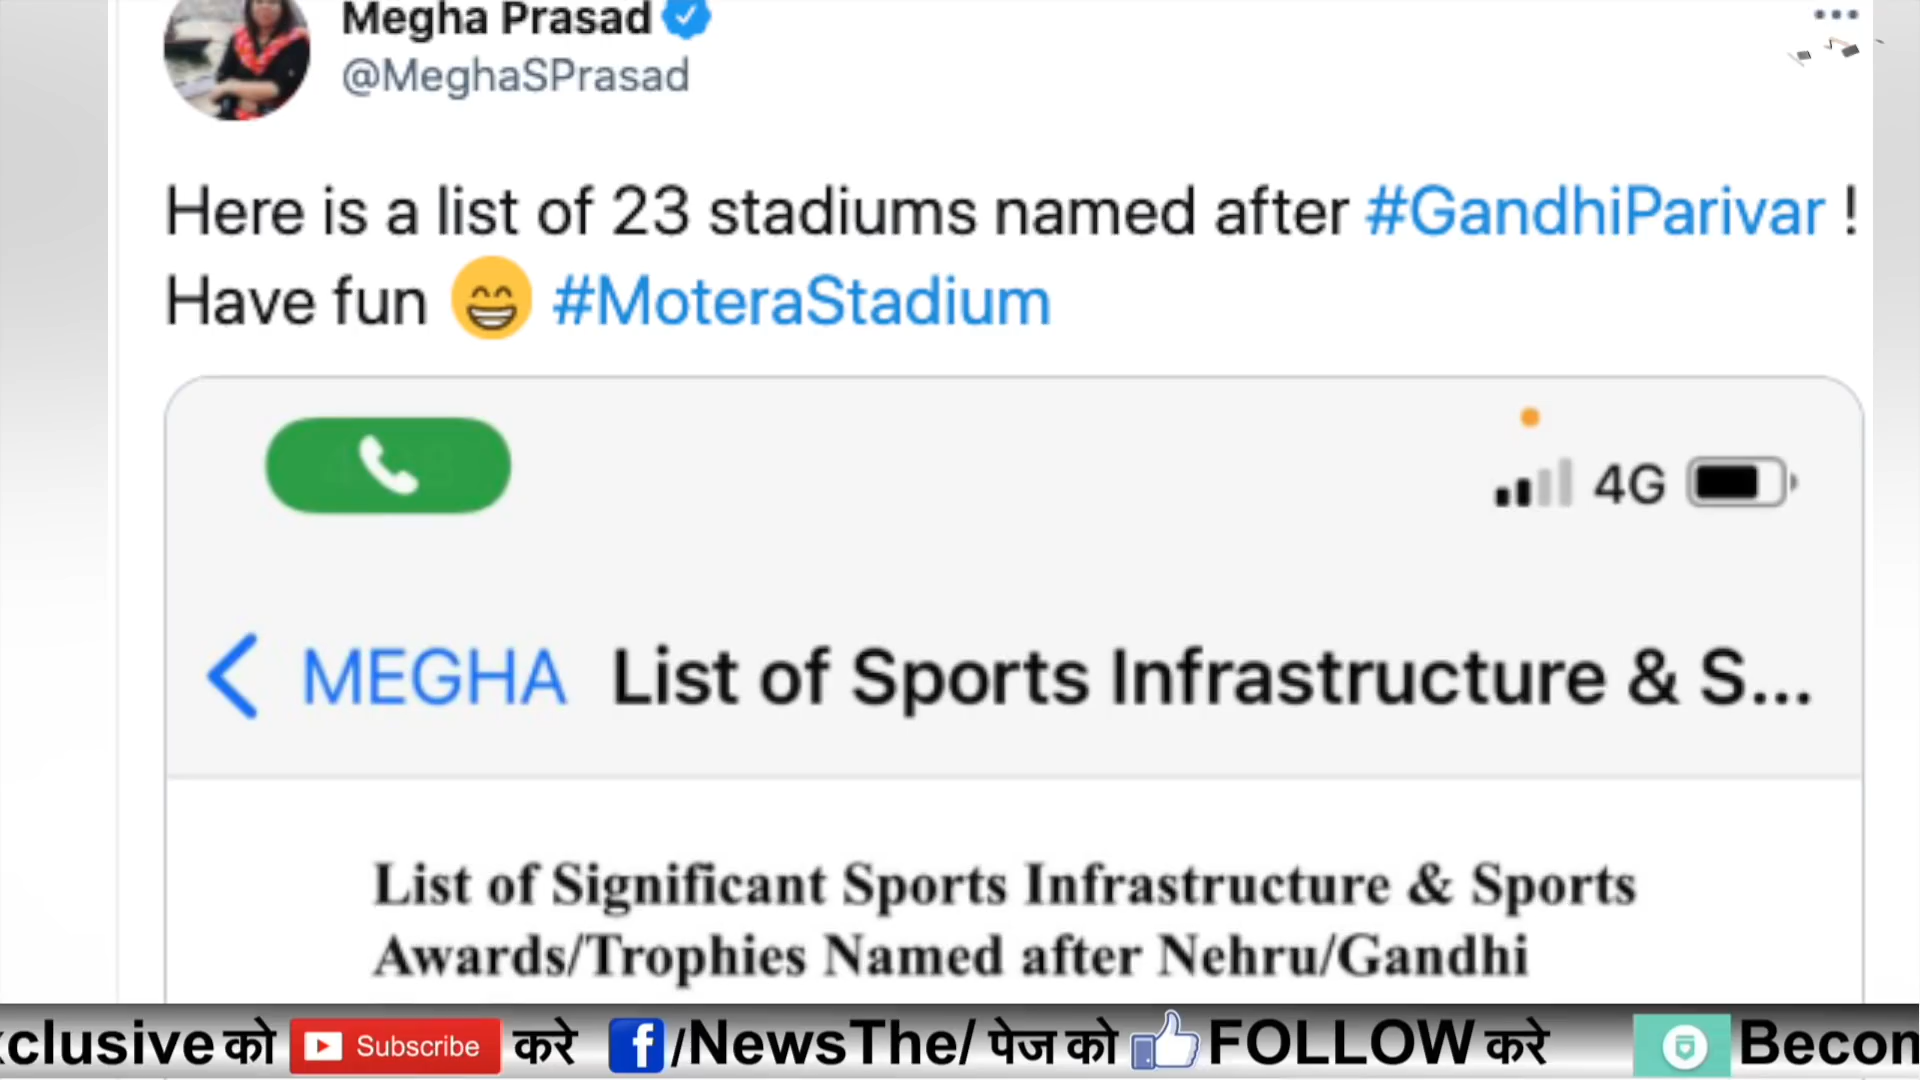 Megha Prasad
@MeghaSPrasad
Here is a list of 23 stadiums named after #GandhiParivar !
Have fun 😁 #MoteraStadium
4G
MEGHA List of Sports Infrastructure & S...
List of Significant Sports Infrastructure & Sports
Awards/Trophies Named after Nehru/Gandhi
clusive को Subscribe करे f/NewsThe/ पेज को FOLLOW करे Becon